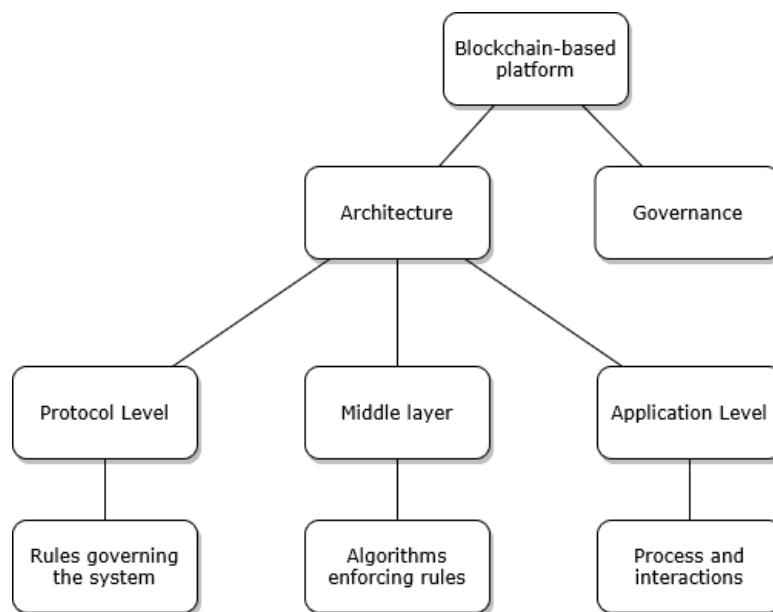 Blockchain-based
platform
Architecture
Governance
Protocol Level
Middle layer
Application Level
Rules governing
the system
Algorithms
enforcing rules
Process and
interactions